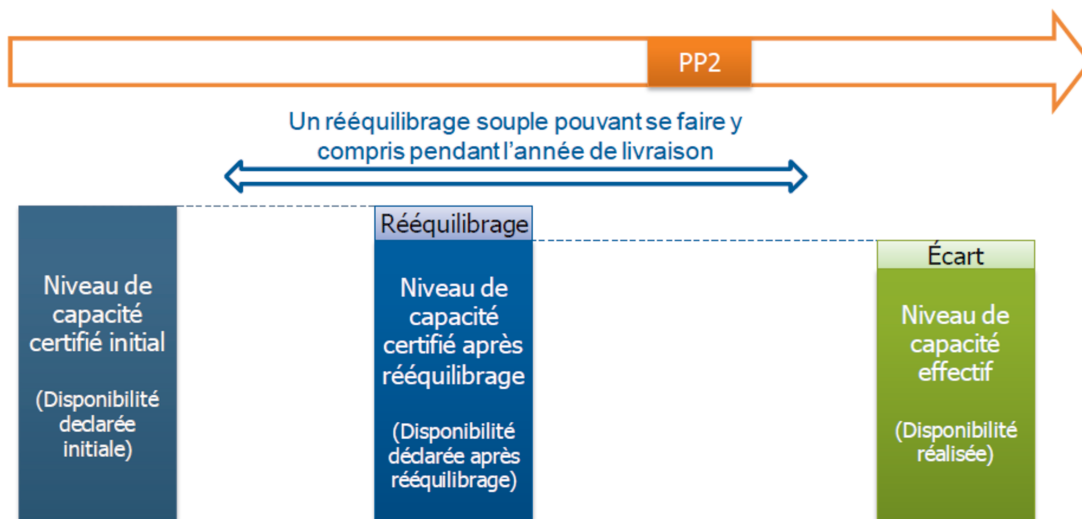 PP2
Un rééquilibrage souple pouvant se faire y
compris pendant l'année de livraison
Niveau de
capacité
certifié initial
(Disponibilité
declarée
initiale)
Rééquilibrage
Niveau de
capacité
certifié après
rééquilibrage
(Disponibilité
déclarée après
rééquilibrage)
Écart
Niveau de
capacité
effectif
(Disponibilité
réalisée)